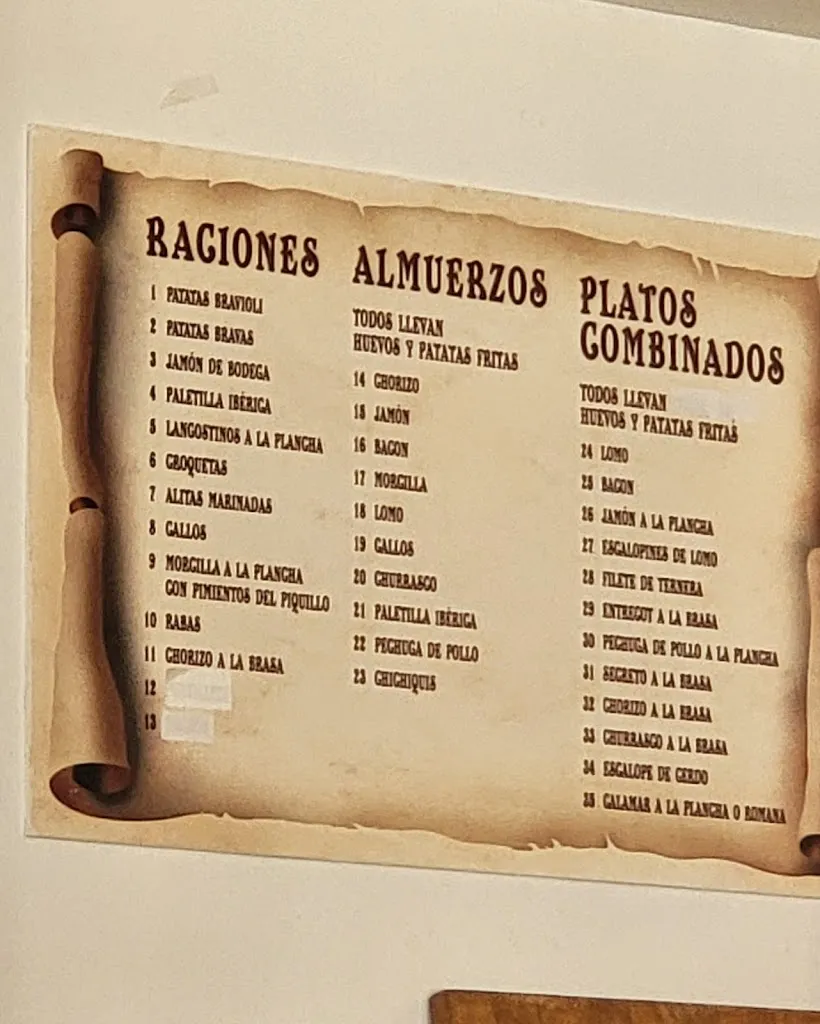 RACIONES
1 PATATAS BRAVIOLI
2 PATATAS BRAVAS
3 JAMÓN DE BODEGA
4 PALETILLA IBÉRICA
5 LANGOSTINOS A LA PLANCHA
6 CROQUETAS
7 ALITAS MARINADAS
8 CALLOS
9 MORCILLA A LA PLANCHA
CON PIMIENTOS DEL PIQUILLO
10 RABAS
11 CHORIZO A LA BRASA
12
13
ALMUERZOS
TODOS LLEVAN
HUEVOS Y PATATAS FRITAS
14 CHORIZO
15 JAMÓN
16 BACON
17 MORCILLA
18 LOMO
19 CALLOS
20 CHURRASCO
21 PALETILLA IBÉRICA
22 PECHUGA DE POLLO
23 CHICHIQUIS
PLATOS
COMBINADOS
TODOS LLEVAN
HUEVOS Y PATATAS FRITAS
24 LOMO
25 BACON
26 JAMÓN A LA PLANCHA
27 ESCALOPINES DE LOMO
28 FILETE DE TERNERA
29 ENTRECOT A LA BRASA
30 PECHUGA DE POLLO A LA PLANCHA
31 SECRETO A LA BRASA
32 CHORIZO A LA BRASA
33 CHURRASCO A LA BRASA
34 ESCALOPE DE CERDO
35 CALAMAR A LA PLANCHA O ROMANA